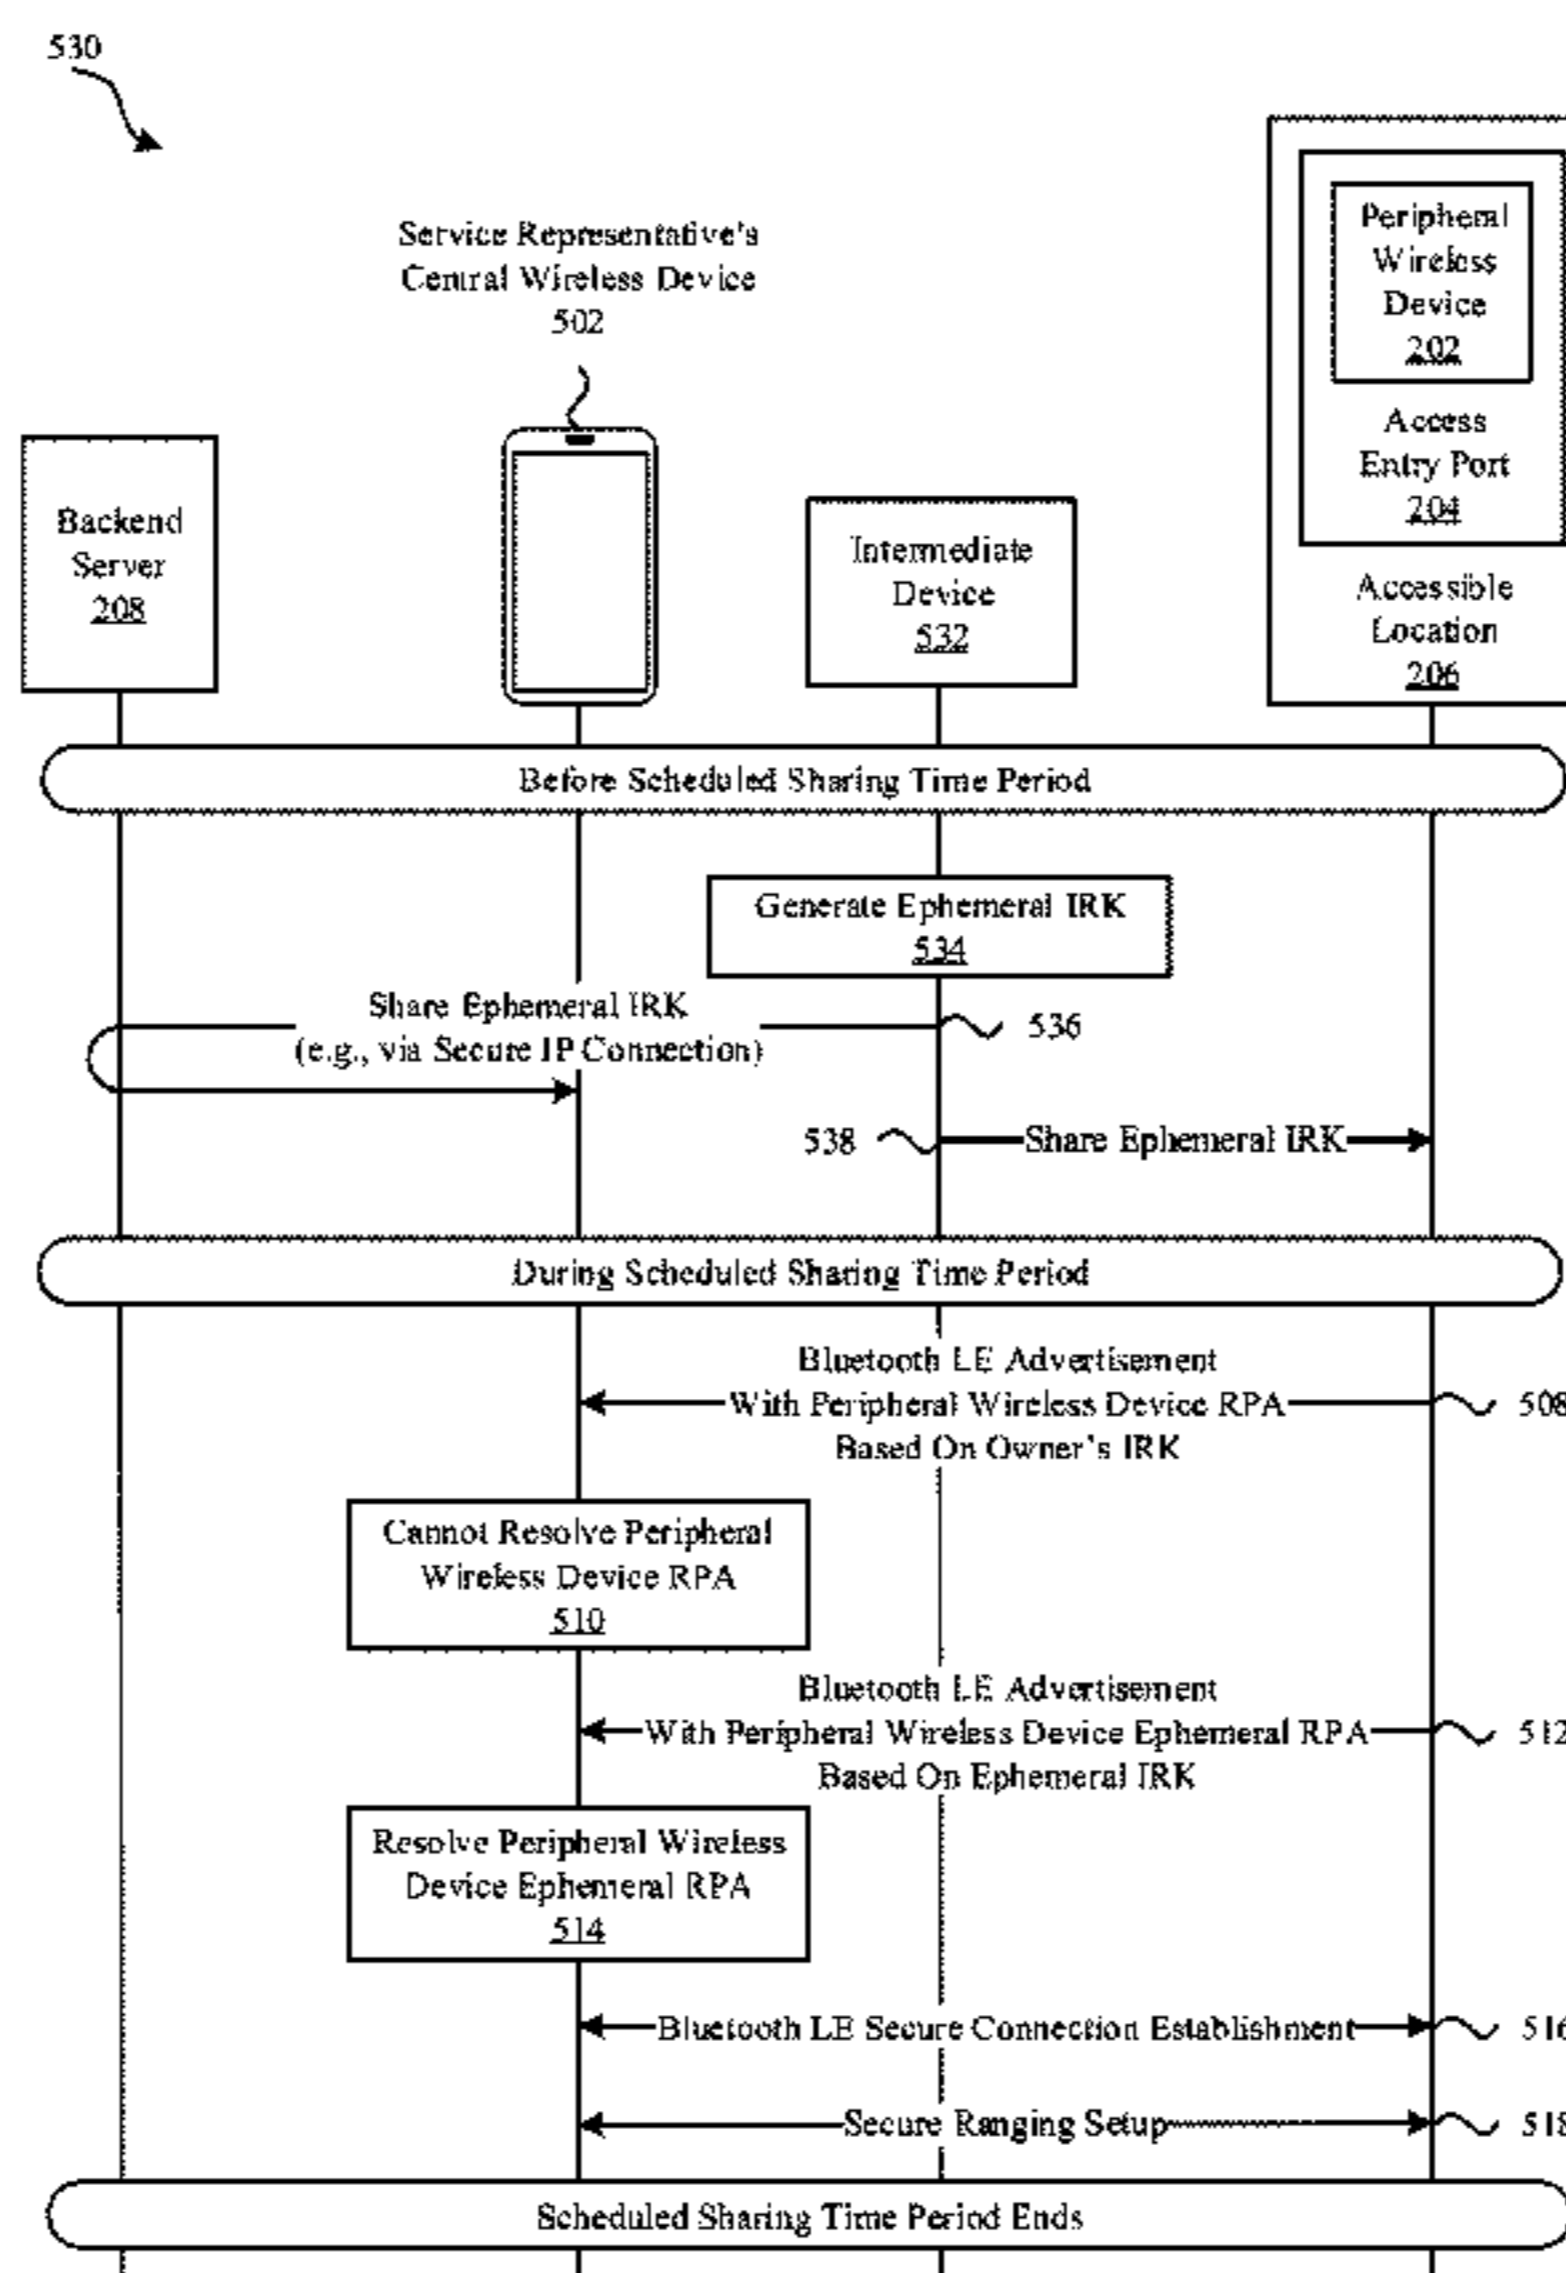 530
Service Representative's
Central Wireless Device
502
Peripheral
Wireless
Device
202
Access
Entry Port
204
Accessible
Location
206
Backend
Server
208
Intermediate
Device
532
Before Scheduled Sharing Time Period
Generate Ephemeral IRK
534
Share Ephemeral IRK
(e.g., via Secure IP Connection)
536
538
Share Ephemeral IRK
During Scheduled Sharing Time Period
Bluetooth LE Advertisement
With Peripheral Wireless Device RPA
Based On Owner's IRK
508
Cannot Resolve Peripheral
Wireless Device RPA
510
Bluetooth LE Advertisement
With Peripheral Wireless Device Ephemeral RPA
Based On Ephemeral IRK
512
Resolve Peripheral Wireless
Device Ephemeral RPA
514
Bluetooth LE Secure Connection Establishment
516
Secure Ranging Setup
518
Scheduled Sharing Time Period Ends